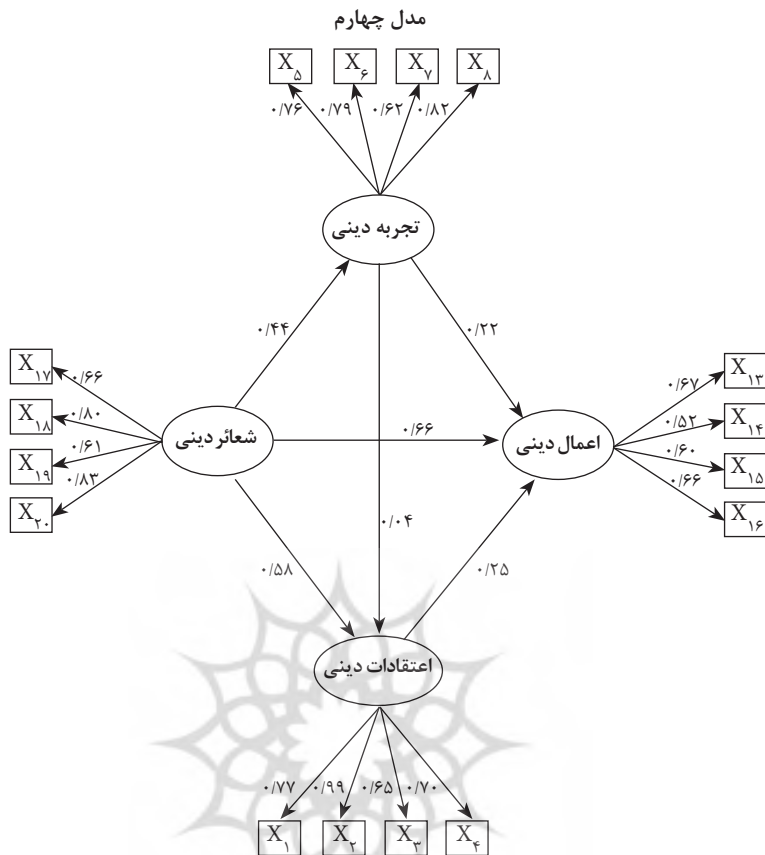 مدل چهارم
X۵ X۶ X۷ X۸
۰/۷۶ ۰/۷۹ ۰/۶۲ ۰/۸۲
تجربه دینی
۰/۴۴ ۰/۲۲
X۱۷
۰/۶۶
X۱۸
۰/۸۰
X۱۹
۰/۶۱
X۲۰
۰/۸۳
شعائر دینی
۰/۶۶
اعمال دینی
X۱۳
۰/۶۷
X۱۴
۰/۵۲
X۱۵
۰/۶۰
X۱۶
۰/۶۶
۰/۰۴
۰/۵۸ ۰/۲۵
اعتقادات دینی
۰/۷۷ ۰/۹۹ ۰/۶۵ ۰/۷۰
X۱ X۲ X۳ X۴